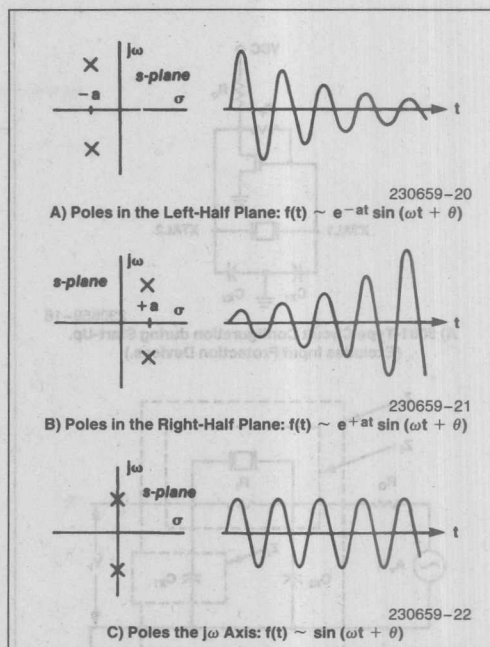 jω
s-plane
−a
σ
t
230659–20
A) Poles in the Left-Half Plane: f(t) ~ e−at sin (ωt + θ)
jω
s-plane
+a
σ
t
230659–21
B) Poles in the Right-Half Plane: f(t) ~ e+at sin (ωt + θ)
jω
s-plane
σ
t
230659–22
C) Poles the jω Axis: f(t) ~ sin (ωt + θ)